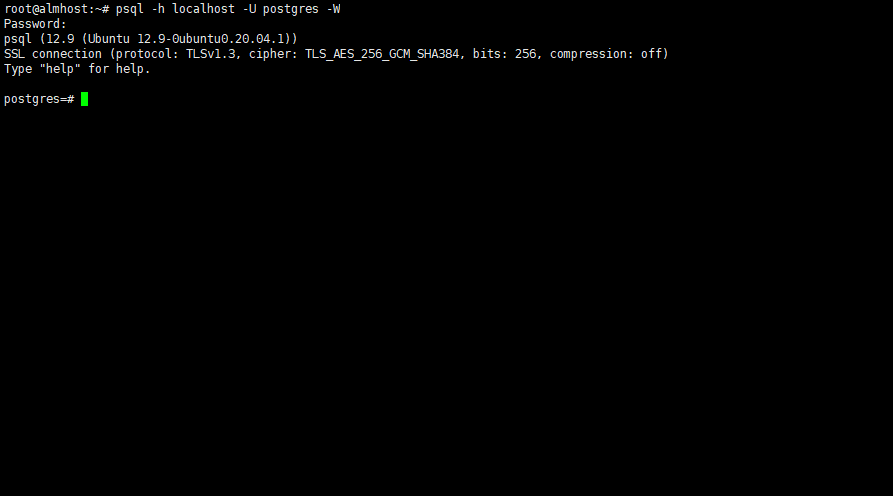 root@almhost:~# psql -h localhost -U postgres -W
Password:
psql (12.9 (Ubuntu 12.9-0ubuntu0.20.04.1))
SSL connection (protocol: TLSv1.3, cipher: TLS_AES_256_GCM_SHA384, bits: 256, compression: off)
Type "help" for help.
postgres=#